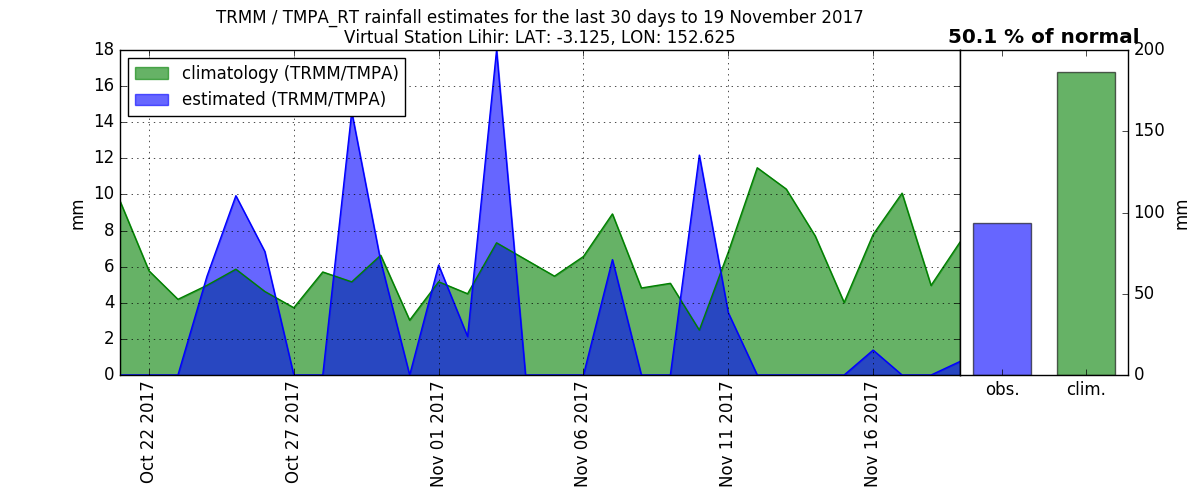 TRMM / TMPA_RT rainfall estimates for the last 30 days to 19 November 2017
Virtual Station Lihir: LAT: -3.125, LON: 152.625
50.1 % of normal
climatology (TRMM/TMPA)
estimated (TRMM/TMPA)
18
16
14
12
10
8
6
4
2
0
mm
Oct 22 2017
Oct 27 2017
Nov 01 2017
Nov 06 2017
Nov 11 2017
Nov 16 2017
200
150
100
50
0
mm
obs.
clim.